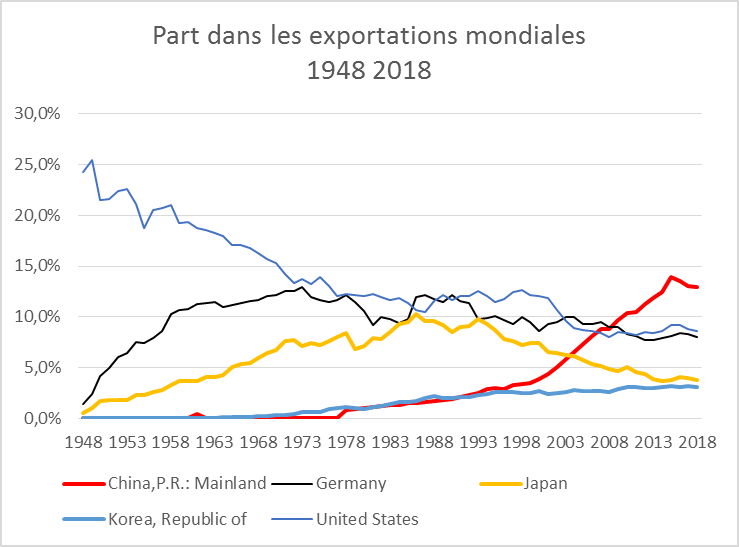 Part dans les exportations mondiales
1948 2018
30,0%
25,0%
20,0%
15,0%
10,0%
5,0%
0,0%
1948 1953 1958 1963 1968 1973 1978 1983 1988 1993 1998 2003 2008 2013 2018
China,P.R.: Mainland Germany Japan
Korea, Republic of United States